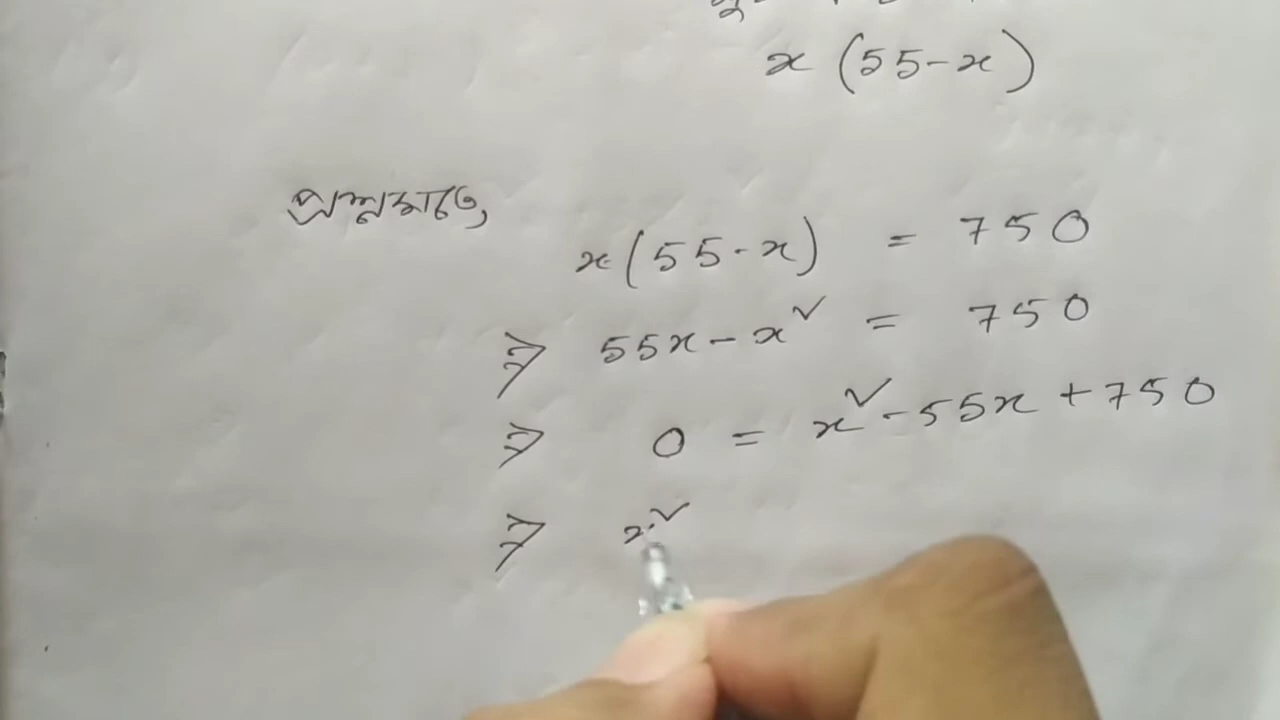 x (55-x)
প্রশ্নমতে,
x(55-x) = 750
⇒ 55x - x² = 750
⇒ 0 = x² - 55x + 750
⇒ x²